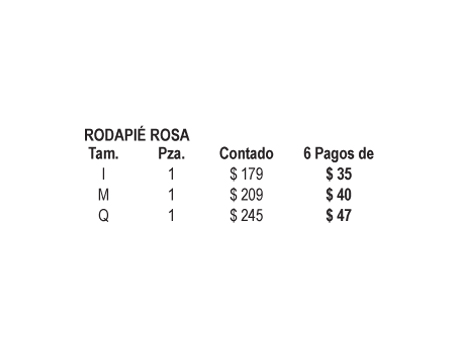 RODAPIÉ ROSA
Tam. Pza. Contado 6 Pagos de
I 1 $ 179 $ 35
M 1 $ 209 $ 40
Q 1 $ 245 $ 47